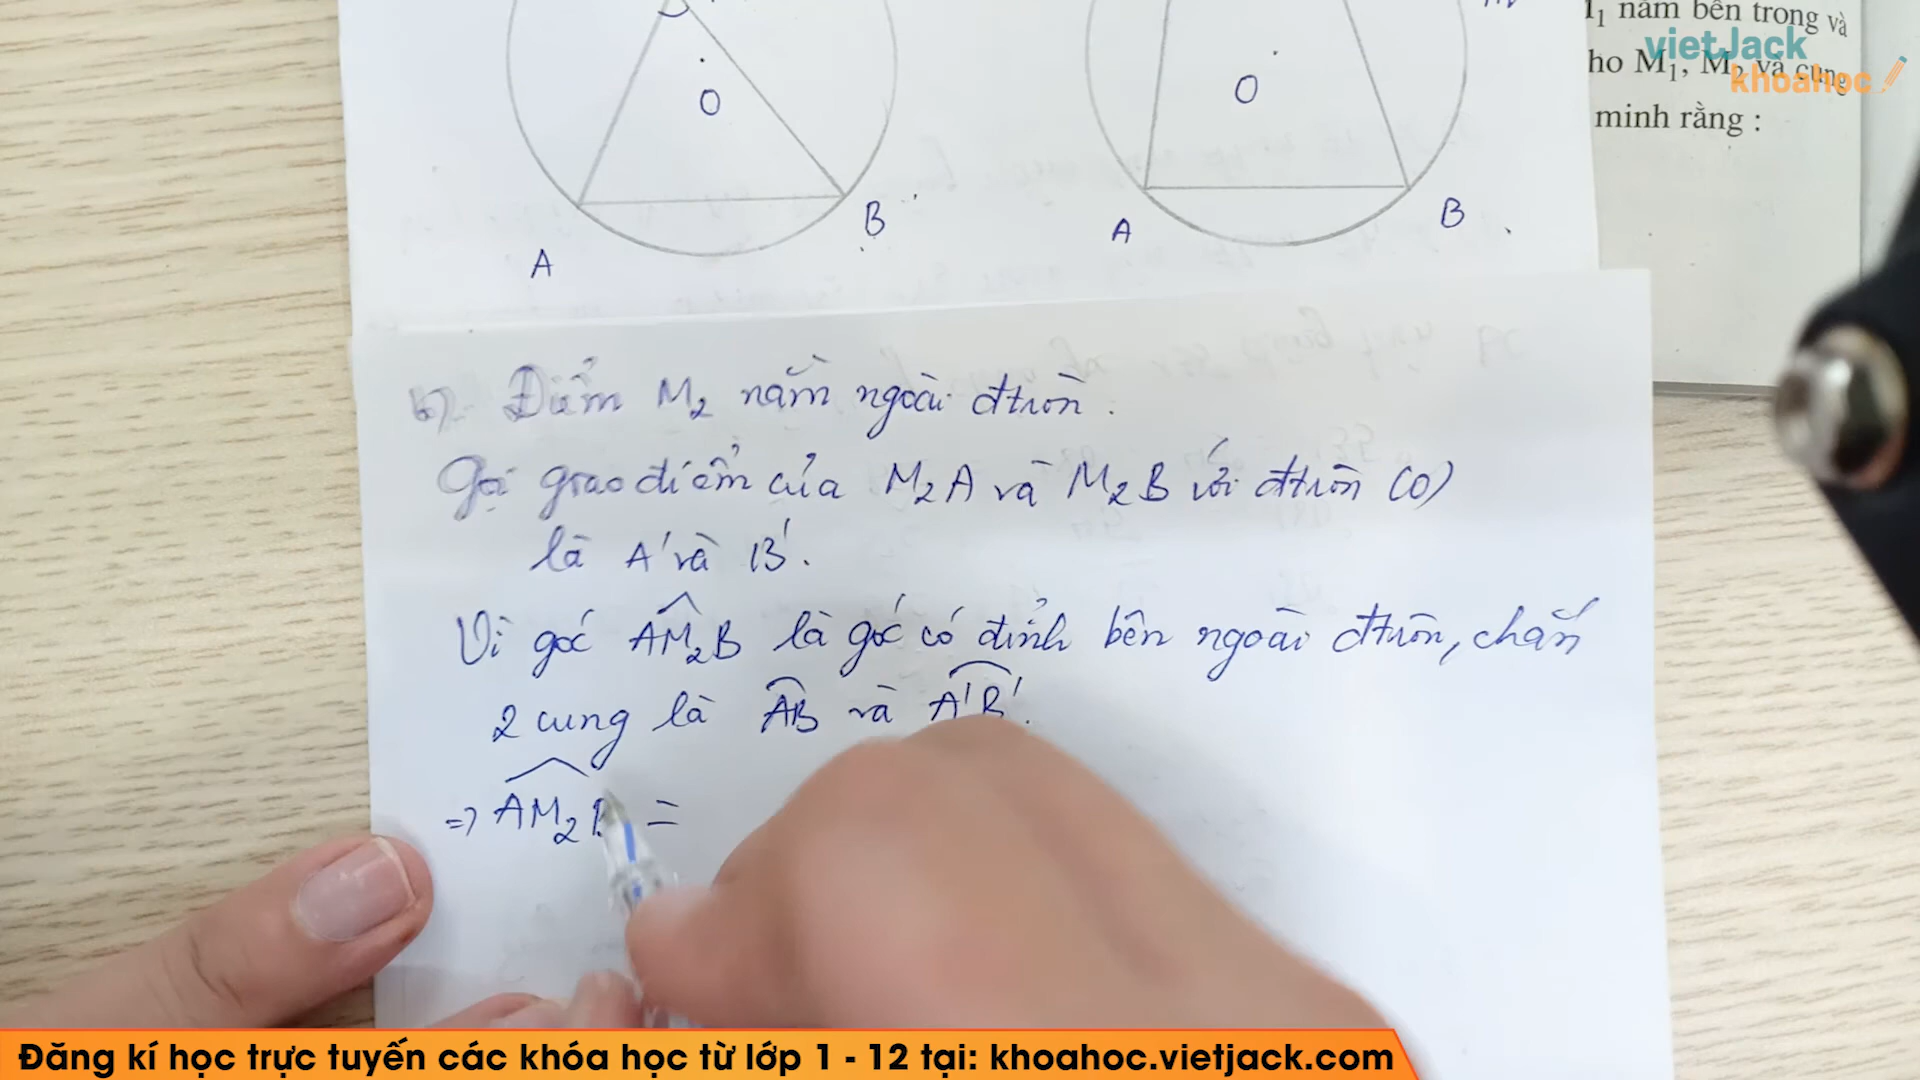 O
A
B
O
A
B
nằm bên trong và
vietJack
khoahoc
ho M₁, M₂ và cung
minh rằng :
b) Điểm M₂ nằm ngoài đtròn.
Gọi giao điểm của M₂A và M₂B với đtròn (O)
là A' và B'.
Vì góc AM₂B là góc có đỉnh bên ngoài đtròn, chắn
2 cung là AB và A'B'.
=> AM₂B =
Đăng kí học trực tuyến các khóa học từ lớp 1 - 12 tại: khoahoc.vietjack.com